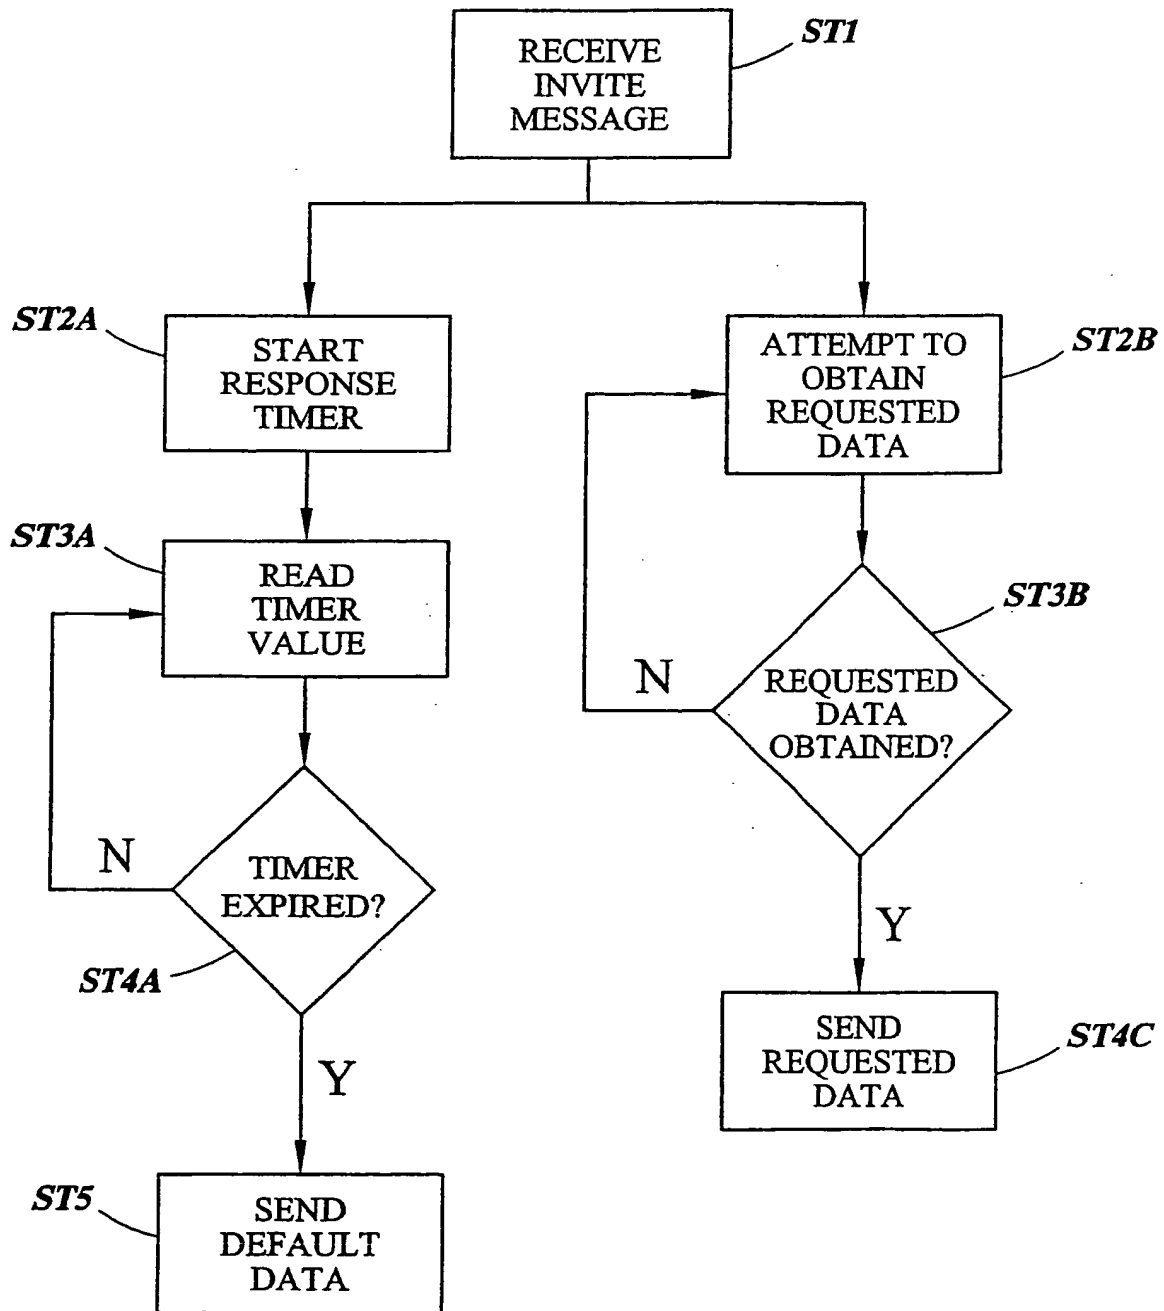 RECEIVE
INVITE
MESSAGE
ST1
ST2A
START
RESPONSE
TIMER
ATTEMPT TO
OBTAIN
REQUESTED
DATA
ST2B
ST3A
READ
TIMER
VALUE
ST3B
N
REQUESTED
DATA
OBTAINED?
N
TIMER
EXPIRED?
ST4A
Y
Y
SEND
REQUESTED
DATA
ST4C
ST5
SEND
DEFAULT
DATA